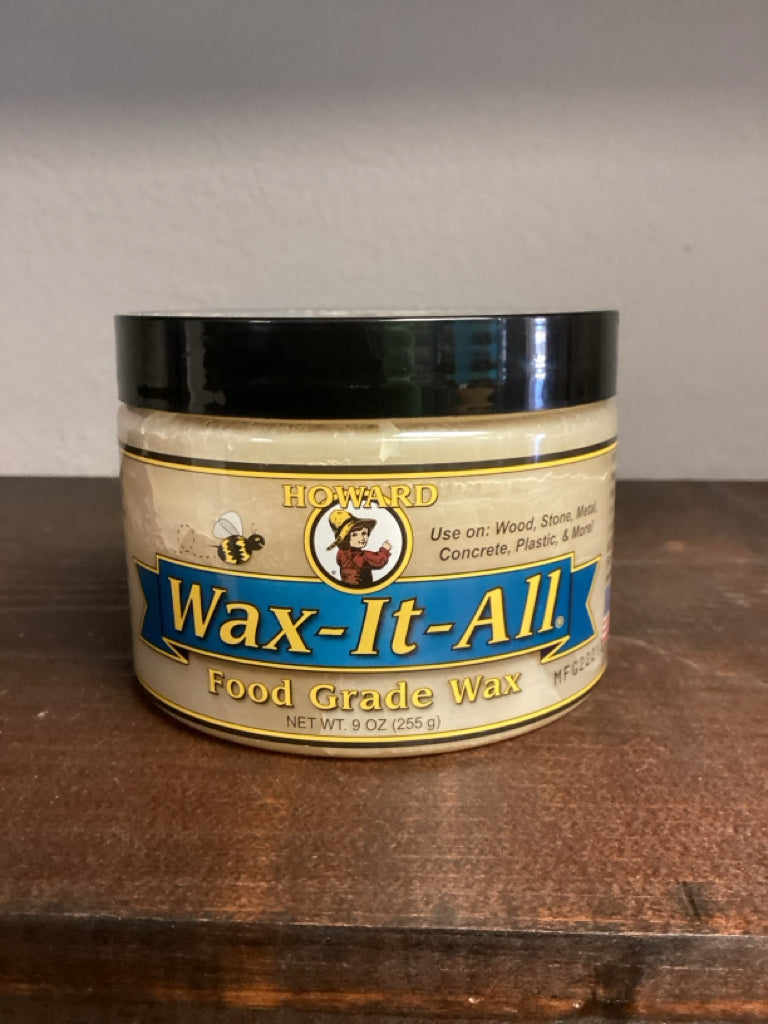 HOWARD
Use on: Wood, Stone, Metal,
Concrete, Plastic, & More!
Wax-It-All®
Food Grade Wax
NET WT. 9 OZ (255 g)